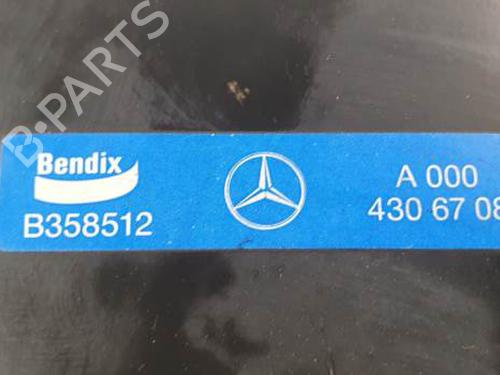 B-PARTS
Bendix
B358512
A 000
430 67 08